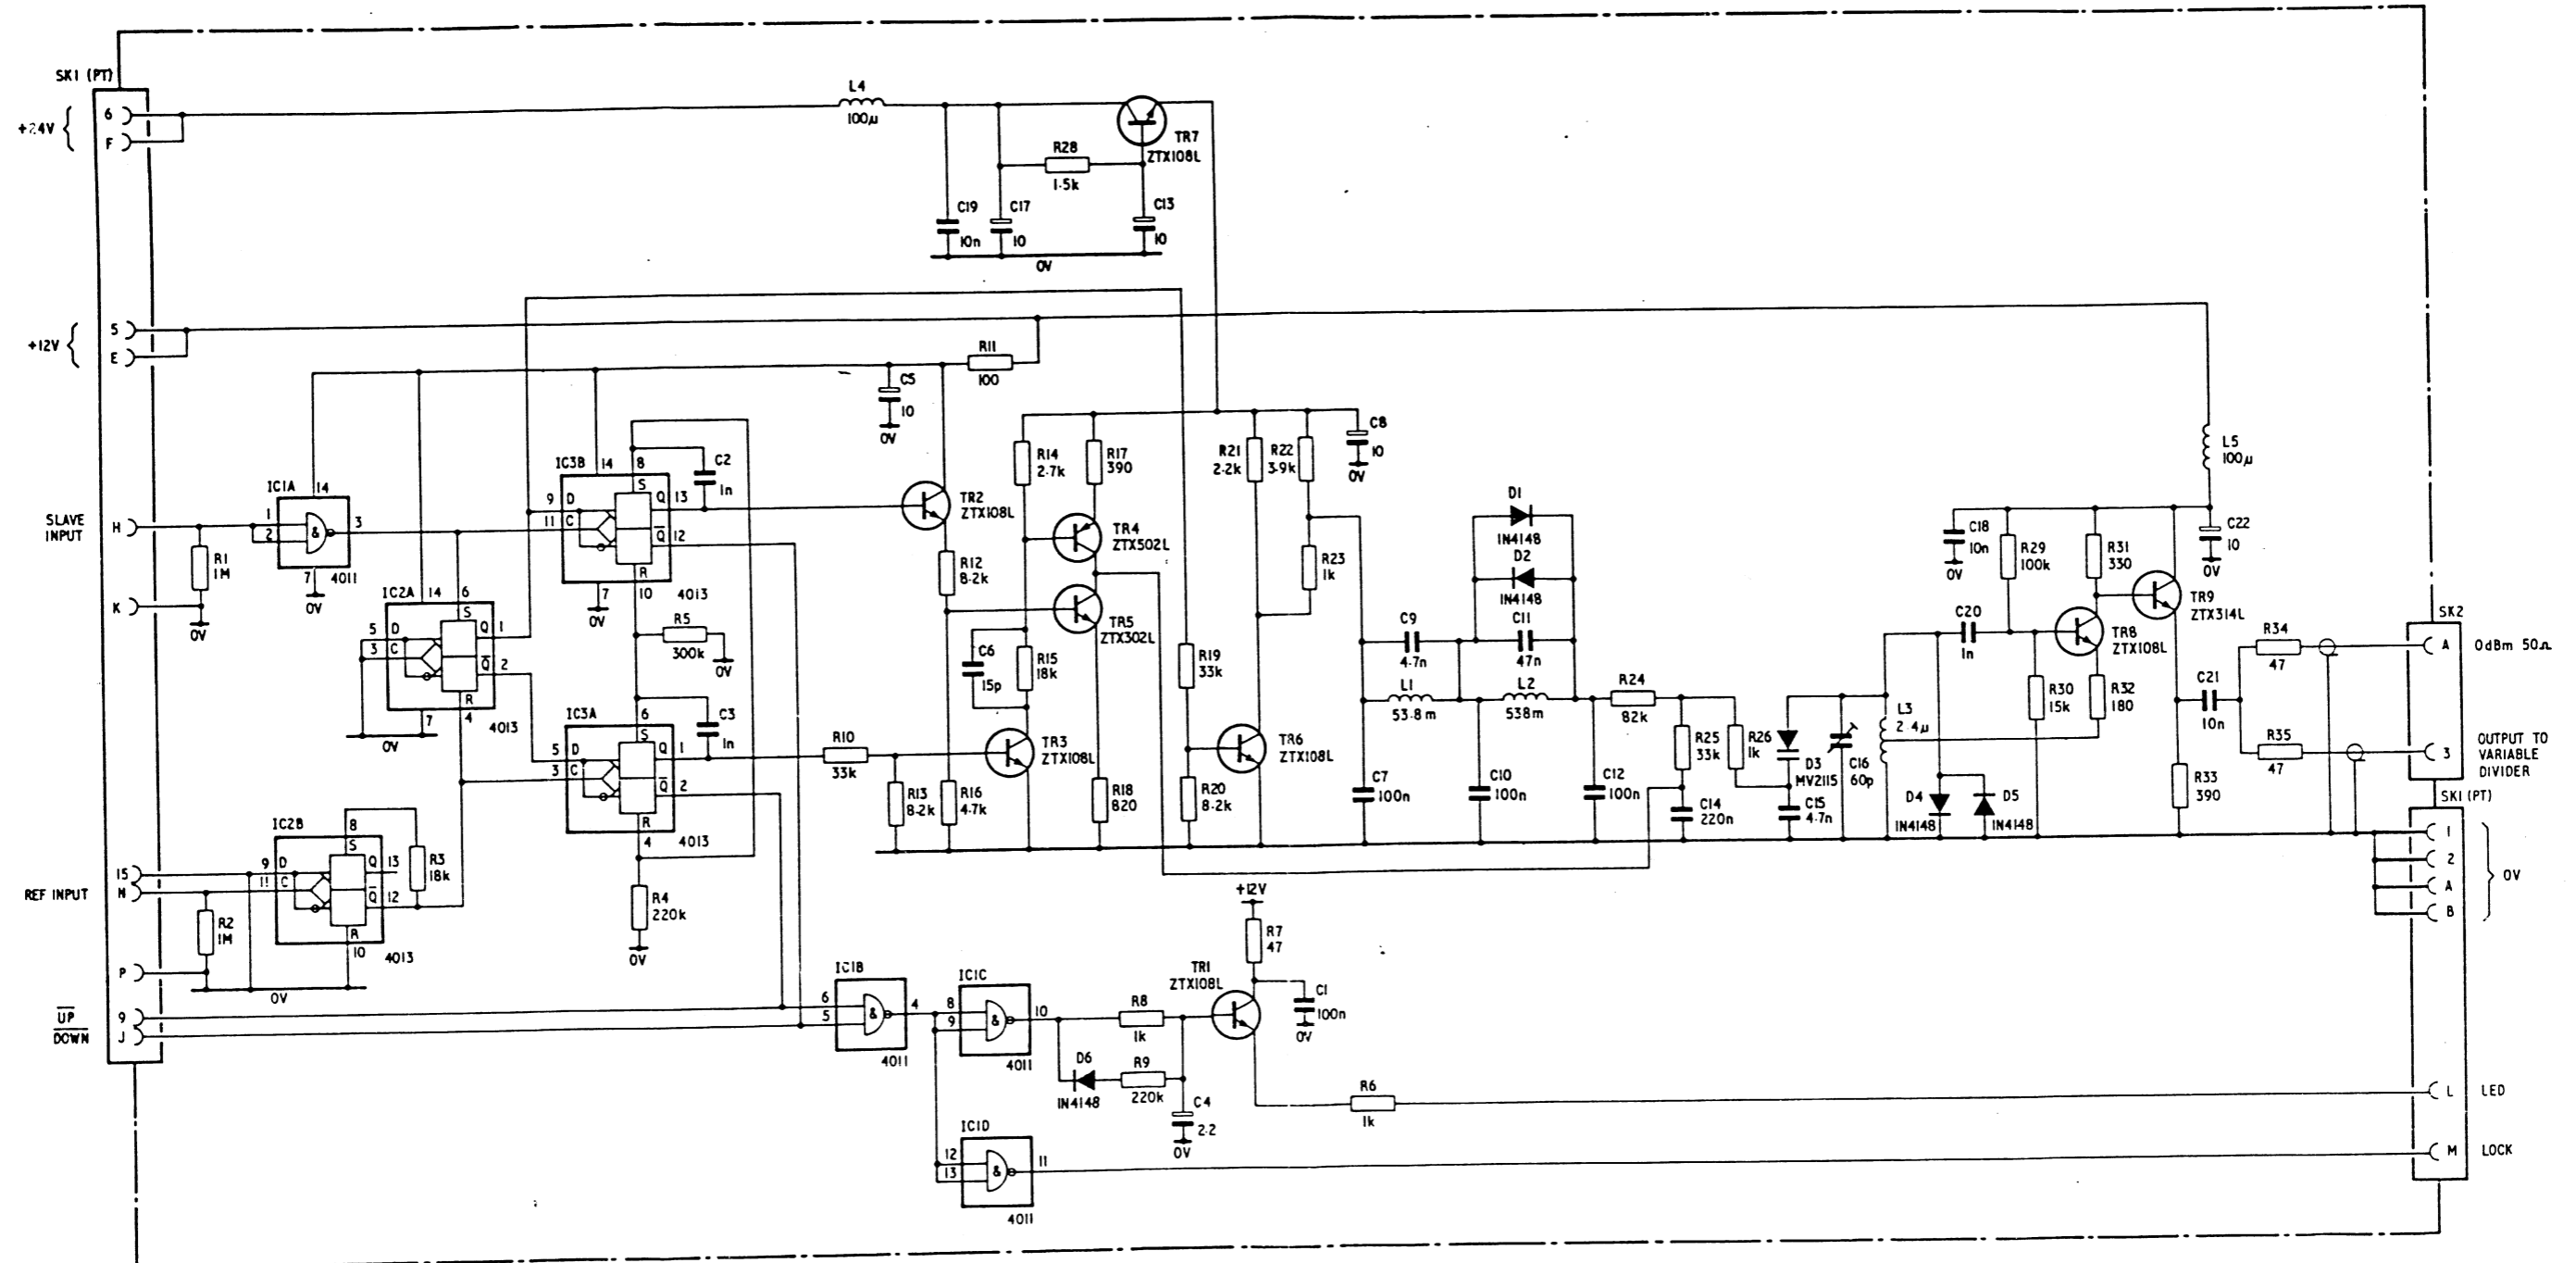 SK1 (PT)
6
F
+24V
L4
100µ
TR7
ZTX108L
R28
1·5k
C19
10n
C17
10
C13
10
0V
5
E
+12V
R11
100
C5
10
0V
IC1A
14
1
2
3
&
7
4011
0V
SLAVE
INPUT
H
K
R1
1M
0V
IC3B
14
8
S
9
D
11
C
Q
13
Q̅
12
R
10
7
0V
4013
C2
1n
IC2A
14
6
S
5
D
3
C
Q
1
Q̅
2
R
4
7
0V
4013
R5
300k
0V
IC3A
6
S
5
D
3
C
Q
1
Q̅
2
R
4
4013
C3
1n
R4
220k
0V
IC2B
8
S
9
D
11
C
Q
13
Q̅
12
R
10
4013
R3
18k
REF INPUT
15
N
P
R2
1M
0V
U̅P̅
9
D̅O̅W̅N̅
J
TR2
ZTX108L
R12
8·2k
R14
2·7k
R17
390
TR4
ZTX502L
TR5
ZTX302L
C6
15p
R15
18k
R10
33k
R13
8·2k
R16
4·7k
TR3
ZTX108L
R18
820
R19
33k
R20
8·2k
TR6
ZTX108L
R21
2·2k
R22
3·9k
C8
10
0V
R23
1k
D1
1N4148
D2
1N4148
C9
4·7n
C11
47n
L1
53·8m
L2
538m
C7
100n
C10
100n
C12
100n
R24
82k
R25
33k
R26
1k
C14
220n
D3
MV2115
C15
4·7n
C16
60p
L3
2·4µ
D4
1N4148
D5
1N4148
C20
1n
C18
10n
0V
R29
100k
R30
15k
R31
330
TR8
ZTX108L
R32
180
TR9
ZTX314L
L5
100µ
C22
10
0V
R33
390
C21
10n
R34
47
R35
47
SK2
A
0dBm 50Ω
3
OUTPUT TO
VARIABLE
DIVIDER
SK1 (PT)
1
2
A
B
0V
IC1B
6
5
4
&
4011
IC1C
8
9
10
&
4011
IC1D
12
13
11
&
4011
R8
1k
D6
1N4148
R9
220k
C4
2·2
0V
TR1
ZTX108L
+12V
R7
47
C1
100n
0V
R6
1k
L
LED
M
LOCK